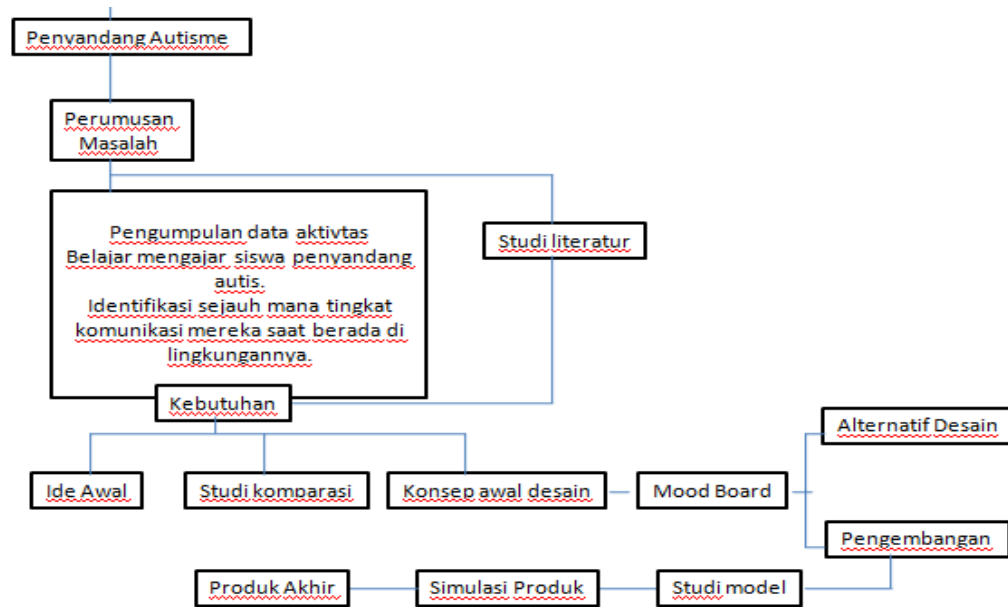 Penyandang Autisme
Perumusan
Masalah
Pengumpulan data aktivtas
Belajar mengajar siswa penyandang
autis.
Identifikasi sejauh mana tingkat
komunikasi mereka saat berada di
lingkungannya.
Studi literatur
Kebutuhan
Alternatif Desain
Ide Awal
Studi komparasi
Konsep awal desain
Mood Board
Pengembangan
Produk Akhir
Simulasi Produk
Studi model